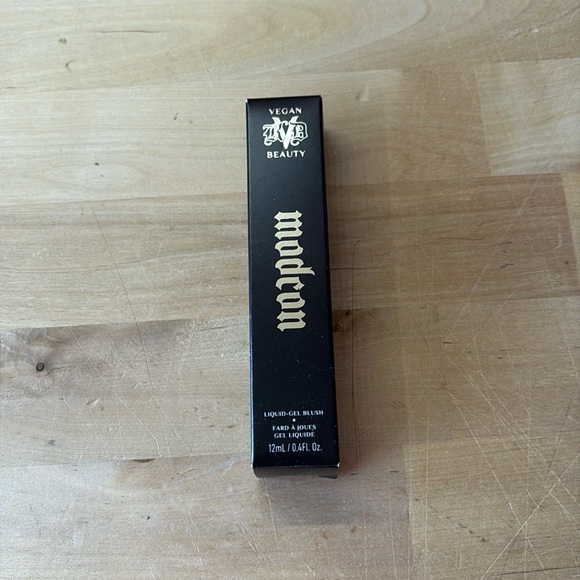 VEGAN
KVD
BEAUTY
modcon
LIQUID-GEL BLUSH
FARD À JOUES
GEL LIQUIDE
12mL / 0.4FL. Oz.